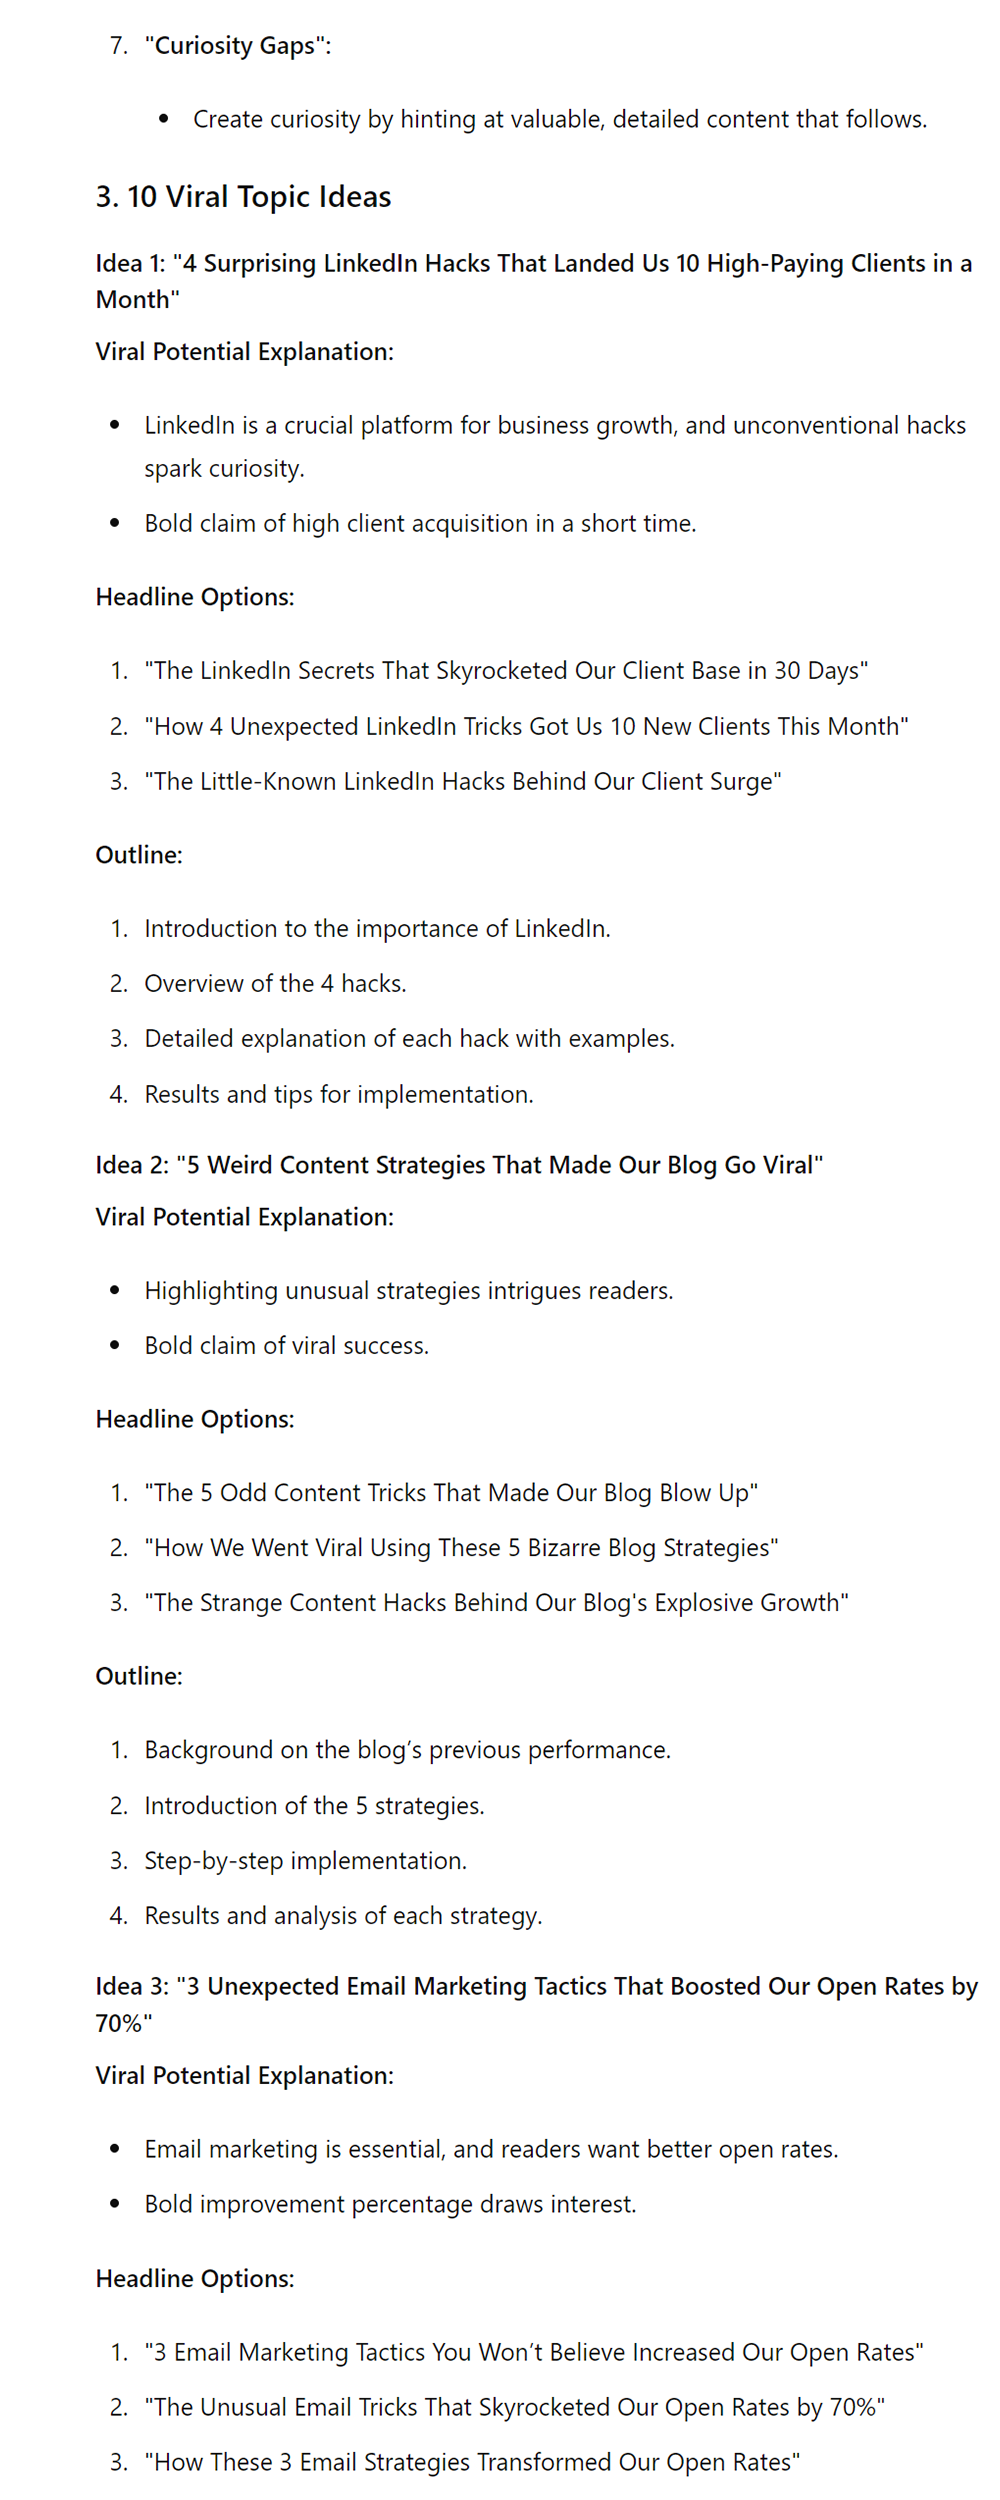 7. "Curiosity Gaps":
• Create curiosity by hinting at valuable, detailed content that follows.
3. 10 Viral Topic Ideas
Idea 1: "4 Surprising LinkedIn Hacks That Landed Us 10 High-Paying Clients in a
Month"
Viral Potential Explanation:
• LinkedIn is a crucial platform for business growth, and unconventional hacks
spark curiosity.
• Bold claim of high client acquisition in a short time.
Headline Options:
1. "The LinkedIn Secrets That Skyrocketed Our Client Base in 30 Days"
2. "How 4 Unexpected LinkedIn Tricks Got Us 10 New Clients This Month"
3. "The Little-Known LinkedIn Hacks Behind Our Client Surge"
Outline:
1. Introduction to the importance of LinkedIn.
2. Overview of the 4 hacks.
3. Detailed explanation of each hack with examples.
4. Results and tips for implementation.
Idea 2: "5 Weird Content Strategies That Made Our Blog Go Viral"
Viral Potential Explanation:
• Highlighting unusual strategies intrigues readers.
• Bold claim of viral success.
Headline Options:
1. "The 5 Odd Content Tricks That Made Our Blog Blow Up"
2. "How We Went Viral Using These 5 Bizarre Blog Strategies"
3. "The Strange Content Hacks Behind Our Blog's Explosive Growth"
Outline:
1. Background on the blog’s previous performance.
2. Introduction of the 5 strategies.
3. Step-by-step implementation.
4. Results and analysis of each strategy.
Idea 3: "3 Unexpected Email Marketing Tactics That Boosted Our Open Rates by
70%"
Viral Potential Explanation:
• Email marketing is essential, and readers want better open rates.
• Bold improvement percentage draws interest.
Headline Options:
1. "3 Email Marketing Tactics You Won’t Believe Increased Our Open Rates"
2. "The Unusual Email Tricks That Skyrocketed Our Open Rates by 70%"
3. "How These 3 Email Strategies Transformed Our Open Rates"